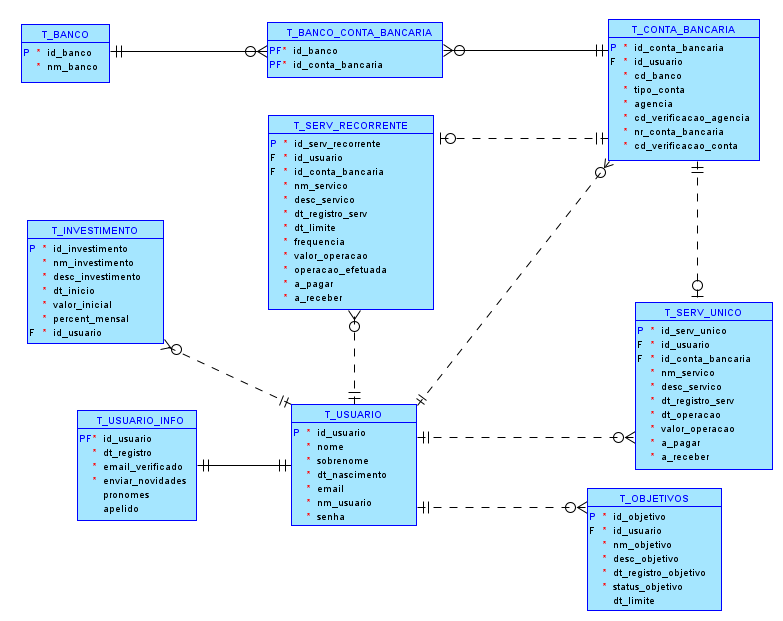 T_BANCO
P * id_banco
* nm_banco
T_BANCO_CONTA_BANCARIA
PF* id_banco
PF* id_conta_bancaria
T_CONTA_BANCARIA
P * id_conta_bancaria
F * id_usuario
* cd_banco
* tipo_conta
* agencia
* cd_verificacao_agencia
* nr_conta_bancaria
* cd_verificacao_conta
T_SERV_RECORRENTE
P * id_serv_recorrente
F * id_usuario
F * id_conta_bancaria
* nm_servico
* desc_servico
* dt_registro_serv
* dt_limite
* frequencia
* valor_operacao
* operacao_efetuada
* a_pagar
* a_receber
T_INVESTIMENTO
P * id_investimento
* nm_investimento
* desc_investimento
* dt_inicio
* valor_inicial
* percent_mensal
F * id_usuario
T_SERV_UNICO
P * id_serv_unico
F * id_usuario
F * id_conta_bancaria
* nm_servico
* desc_servico
* dt_registro_serv
* dt_operacao
* valor_operacao
* a_pagar
* a_receber
T_USUARIO_INFO
PF* id_usuario
* dt_registro
* email_verificado
* enviar_novidades
pronomes
apelido
T_USUARIO
P * id_usuario
* nome
* sobrenome
* dt_nascimento
* email
* nm_usuario
* senha
T_OBJETIVOS
P * id_objetivo
F * id_usuario
* nm_objetivo
* desc_objetivo
* dt_registro_objetivo
* status_objetivo
dt_limite